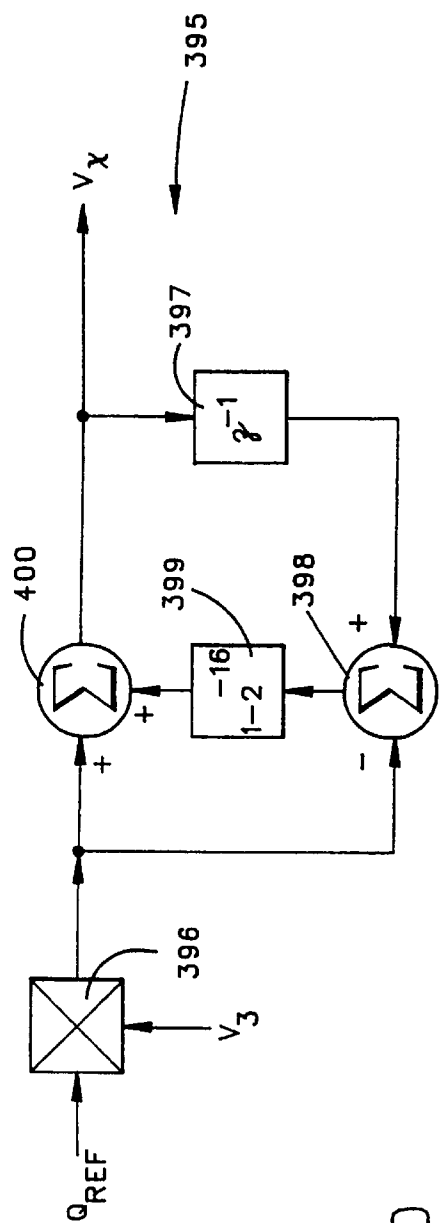 Q_REF
V_3
396
400
+
+
399
1-2^-16
398
-
+
397
z^-1
V_χ
395